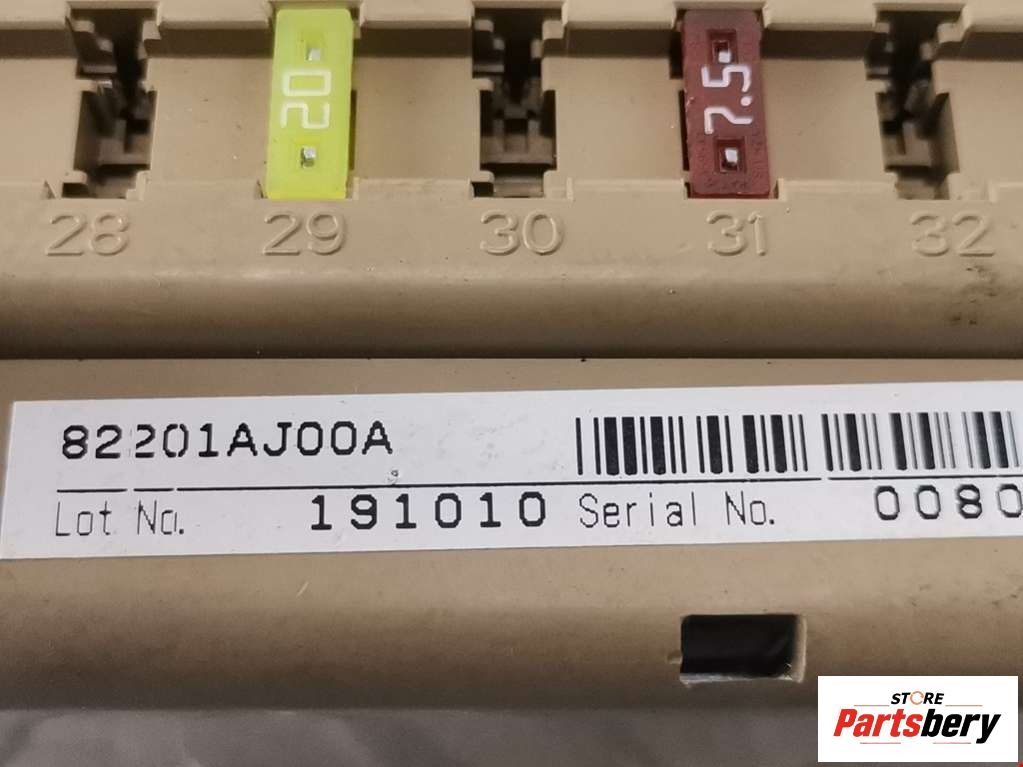 20
7.5
28 29 30 31 32
82201AJ00A
Lot No. 191010 Serial No. 0080
STORE
Partsbery